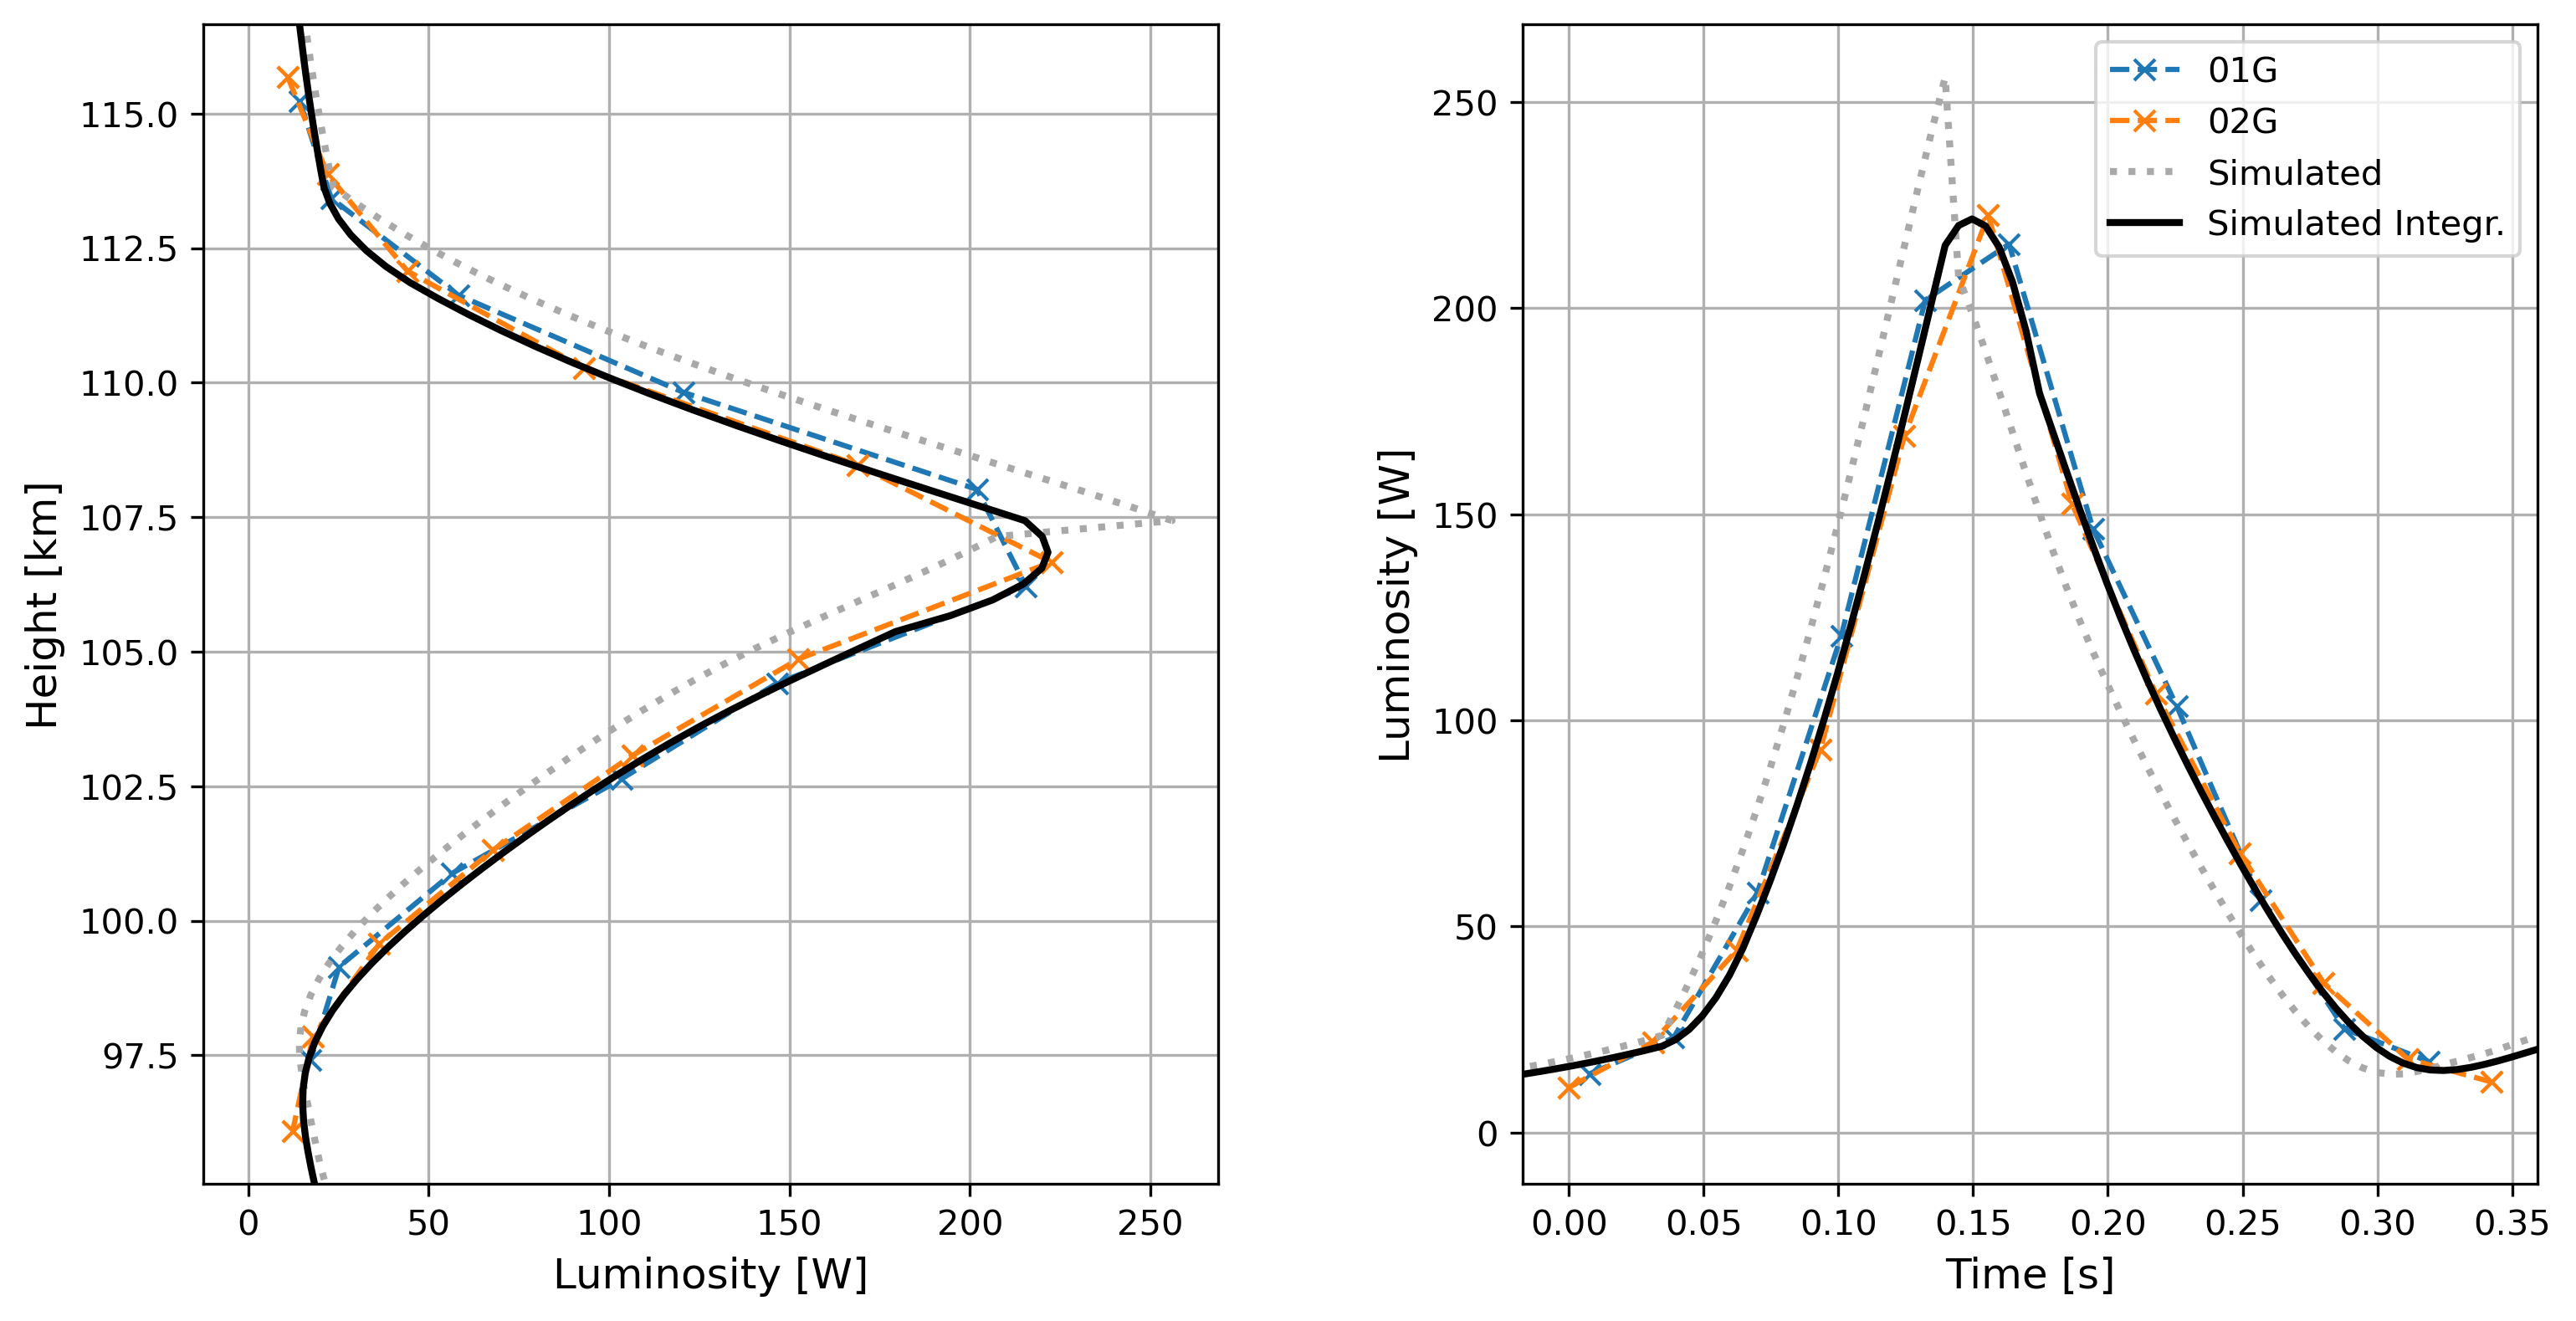 115.0
112.5
110.0
107.5
105.0
102.5
100.0
97.5
Height [km]
0 50 100 150 200 250
Luminosity [W]
250
200
150
100
50
0
Luminosity [W]
0.00 0.05 0.10 0.15 0.20 0.25 0.30 0.35
Time [s]
01G
02G
Simulated
Simulated Integr.